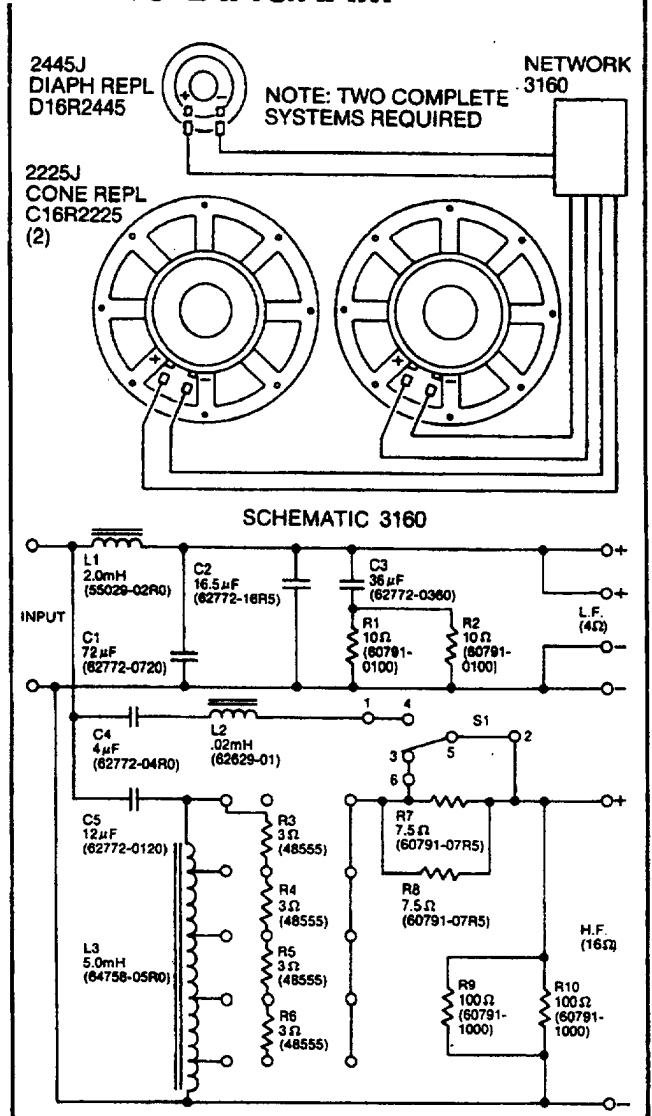 2445J
DIAPH REPL
D16R2445
NOTE: TWO COMPLETE
SYSTEMS REQUIRED
NETWORK
3160
2225J
CONE REPL
C16R2225
(2)
+ −
+ −
+ −
SCHEMATIC 3160
INPUT
L1
2.0mH
(55029-02R0)
C1
72μF
(62772-0720)
C2
16.5μF
(62772-16R5)
C3
36μF
(62772-0360)
R1
10Ω
(60791-
0100)
R2
10Ω
(60791-
0100)
+
+
L.F.
(4Ω)
−
−
C4
4μF
(62772-04R0)
L2
.02mH
(62629-01)
1 4
S1
3 5 2
6
C5
12μF
(62772-0120)
R3
3Ω
(48555)
R4
3Ω
(48555)
R5
3Ω
(48555)
R6
3Ω
(48555)
R7
7.5Ω
(60791-07R5)
R8
7.5Ω
(60791-07R5)
+
L3
5.0mH
(64758-05R0)
H.F.
(16Ω)
R9
100Ω
(60791-
1000)
R10
100Ω
(60791-
1000)
−